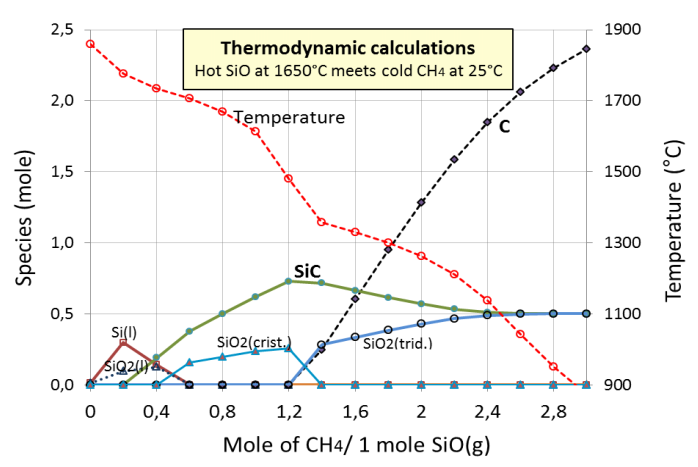 2,5
2,0
1,5
1,0
0,5
0,0
Species (mole)
Thermodynamic calculations
Hot SiO at 1650°C meets cold CH4 at 25°C
Temperature
C
SiC
Si(l)
SiO2(l)
SiO2(crist.)
SiO2(trid.)
1900
1700
1500
1300
1100
900
Temperature (°C)
0 0,4 0,8 1,2 1,6 2 2,4 2,8
Mole of CH4/ 1 mole SiO(g)